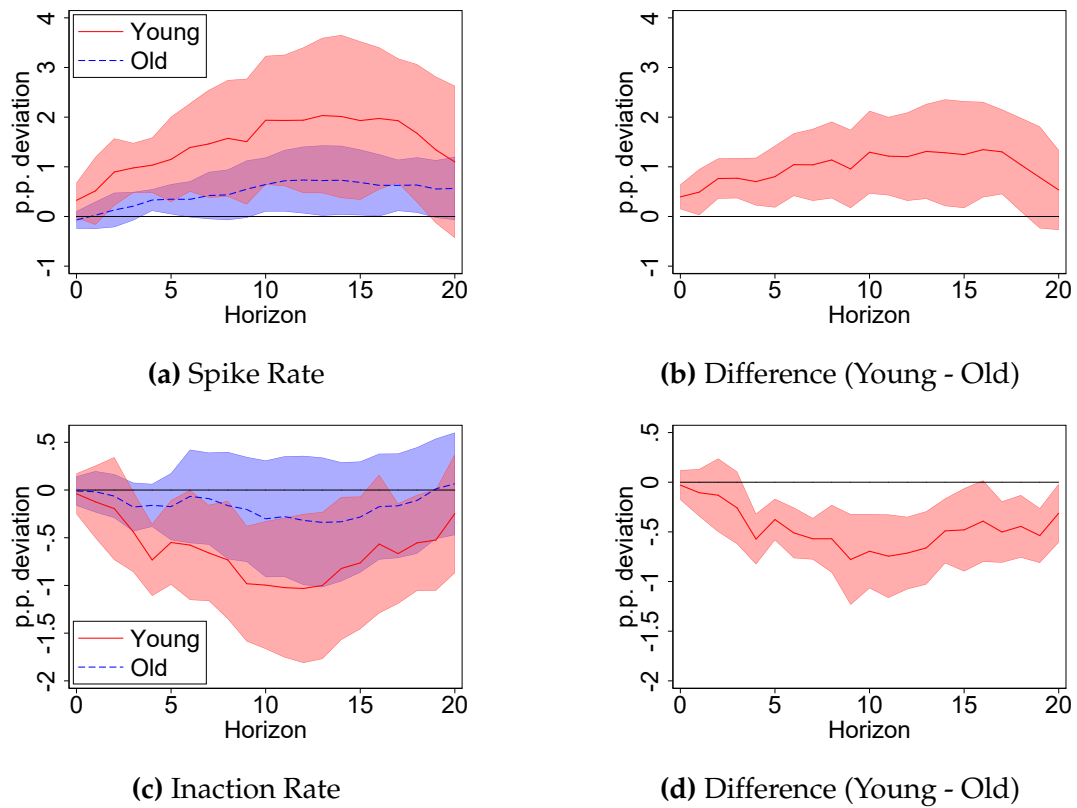 4
3
2
1
0
-1
p.p. deviation
Young
Old
0 5 10 15 20
Horizon
(a) Spike Rate
4
3
2
1
0
-1
p.p. deviation
0 5 10 15 20
Horizon
(b) Difference (Young - Old)
.5
0
-.5
-1
-1.5
-2
p.p. deviation
Young
Old
0 5 10 15 20
Horizon
(c) Inaction Rate
.5
0
-.5
-1
-1.5
-2
p.p. deviation
0 5 10 15 20
Horizon
(d) Difference (Young - Old)